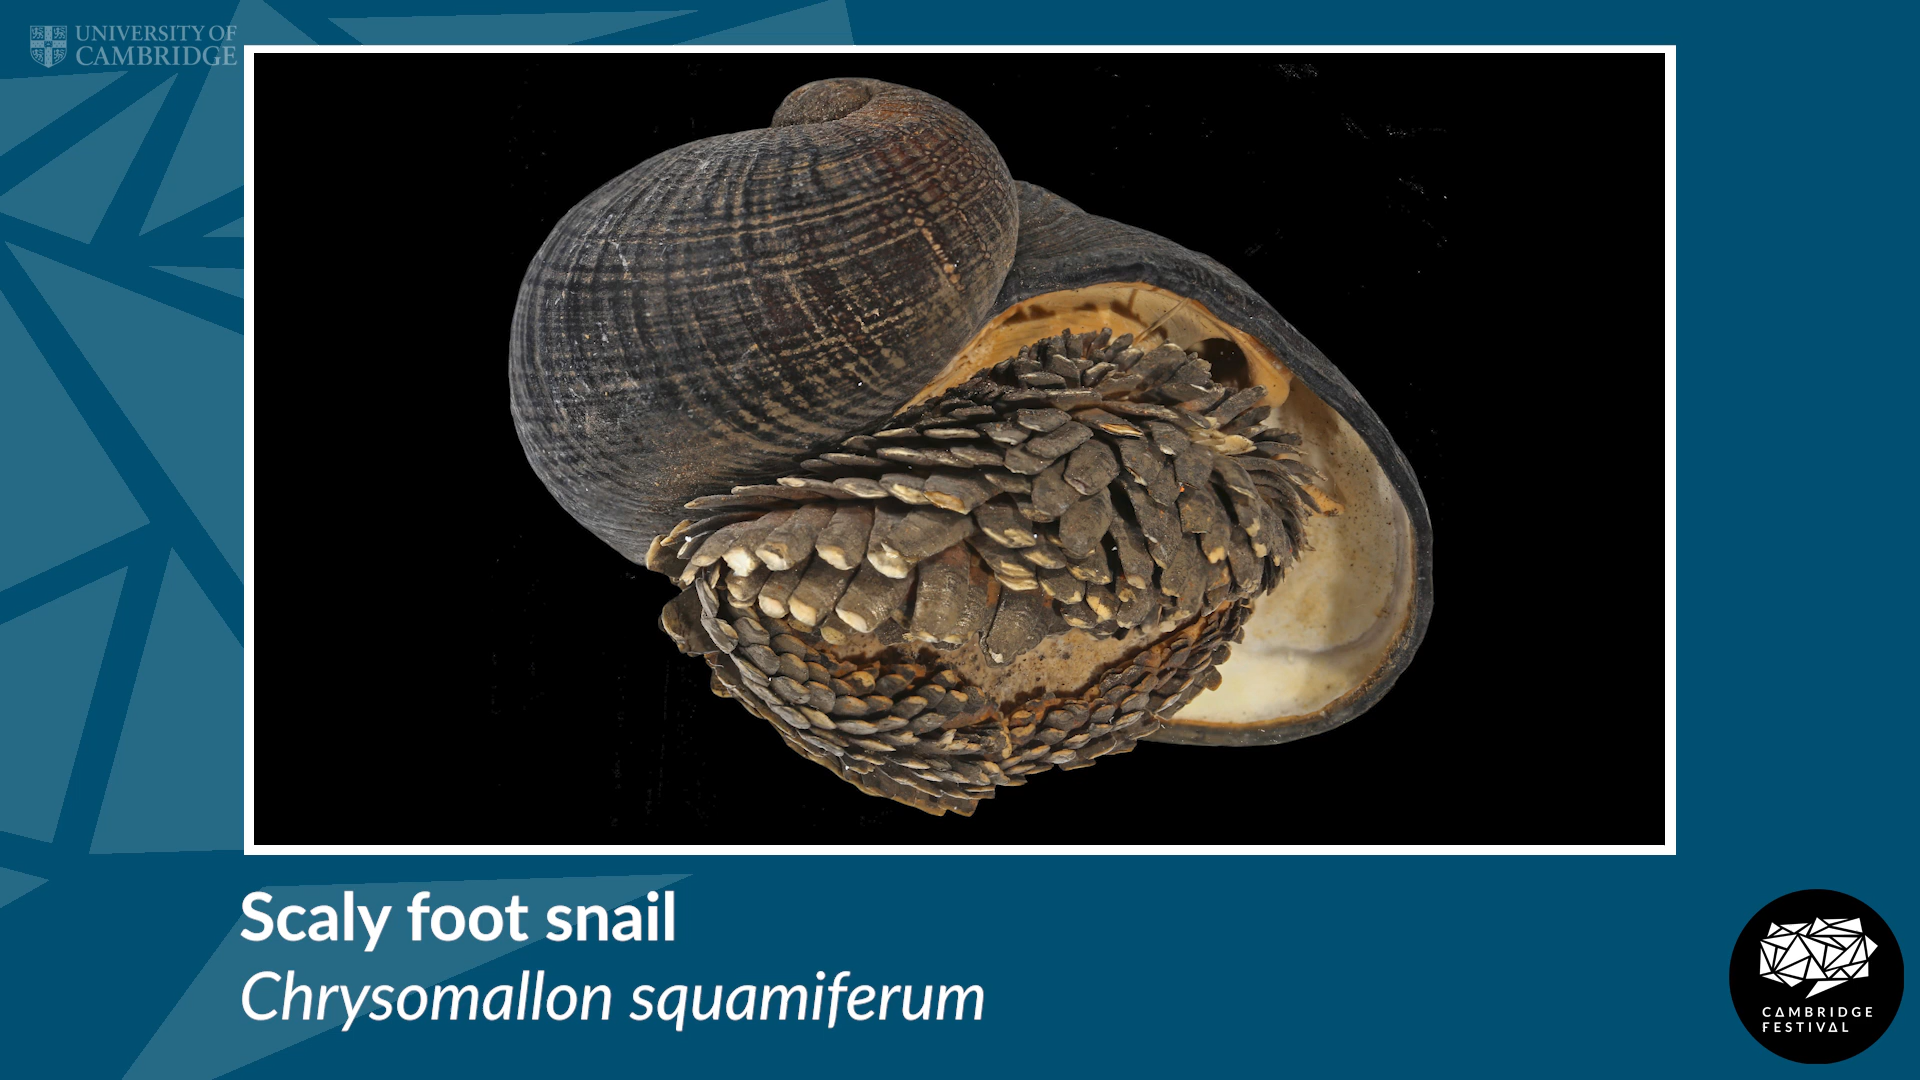 UNIVERSITY OF
CAMBRIDGE
Scaly foot snail
Chrysomallon squamiferum
CAMBRIDGE
FESTIVAL